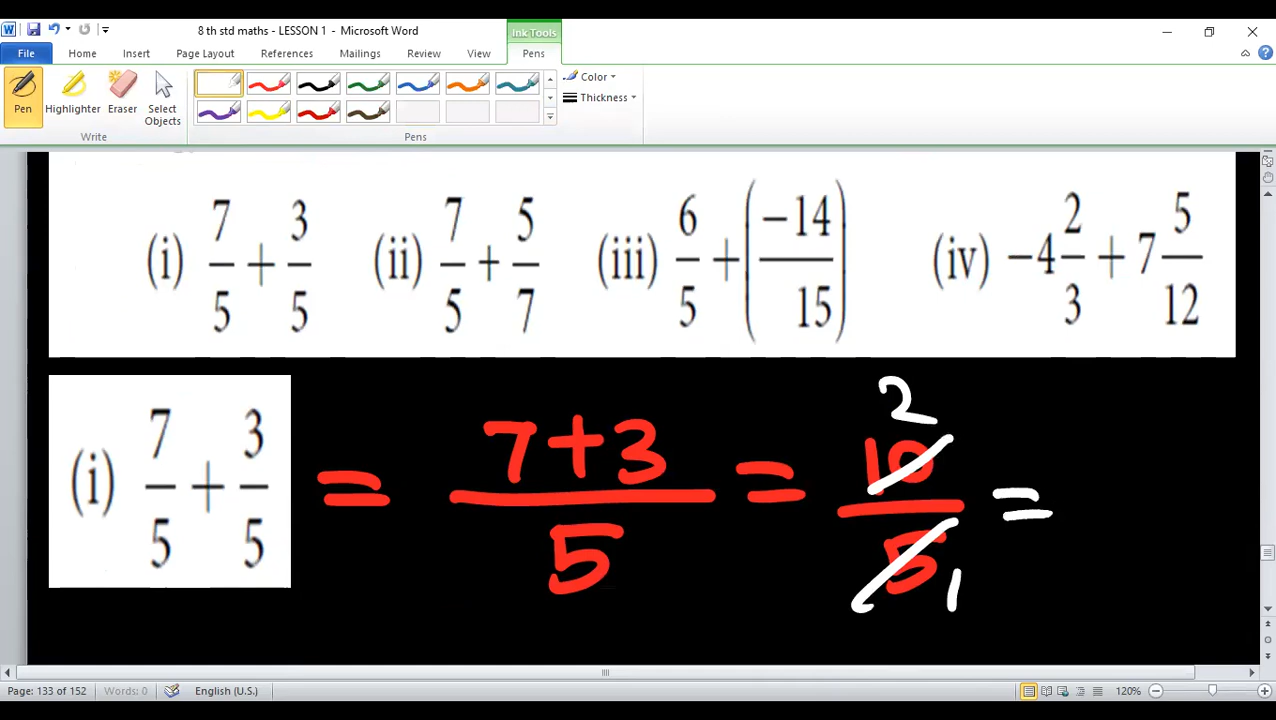 8 th std maths - LESSON 1 - Microsoft Word
Ink Tools
File Home Insert Page Layout References Mailings Review View Pens
Pen Highlighter Eraser Select Objects
Color
Thickness
Write Pens
(i) 7/5 + 3/5 (ii) 7/5 + 5/7 (iii) 6/5 + (-14/15) (iv) -4 2/3 + 7 5/12
(i) 7/5 + 3/5 = 7+3/5 = 10/5 =
2
1
Page: 133 of 152 Words: 0 English (U.S.) 120%